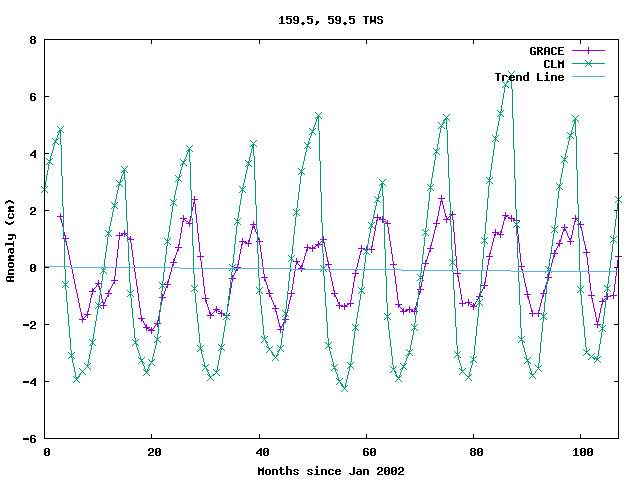 159.5, 59.5 TWS
GRACE
CLM
Trend Line
8
6
4
2
0
-2
-4
-6
Anomaly (cm)
0 20 40 60 80 100
Months since Jan 2002